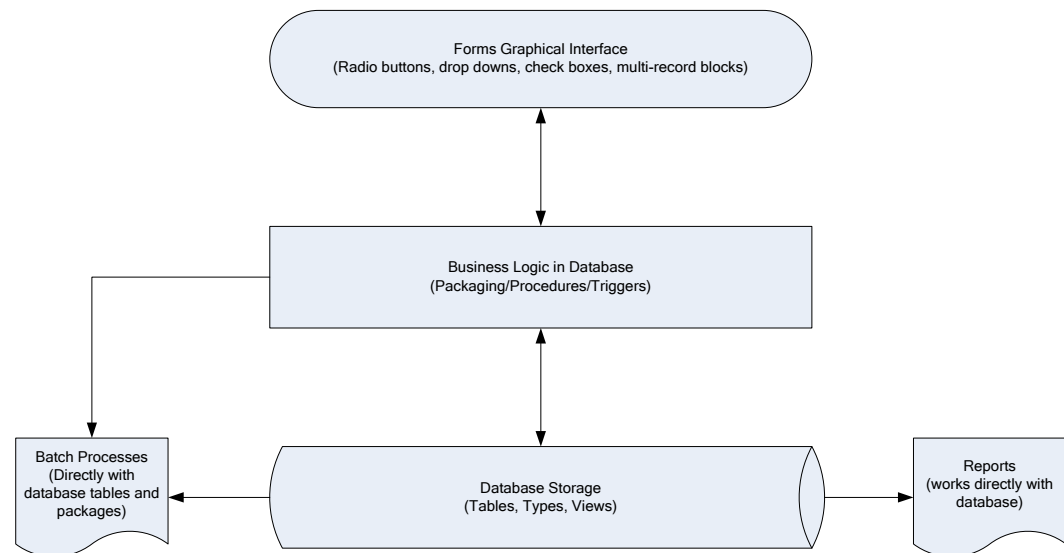 Forms Graphical Interface
(Radio buttons, drop downs, check boxes, multi-record blocks)
Business Logic in Database
(Packaging/Procedures/Triggers)
Batch Processes
(Directly with
database tables and
packages)
Database Storage
(Tables, Types, Views)
Reports
(works directly with
database)